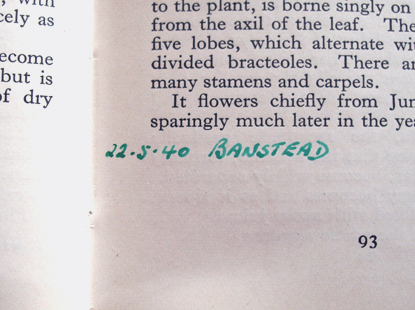 , with
cely as
ecome
but is
of dry
to the plant, is borne singly on
from the axil of the leaf. The
five lobes, which alternate wi
divided bracteoles. There ar
many stamens and carpels.
It flowers chiefly from Jun
sparingly much later in the yea
22·5·40 BANSTEAD
93